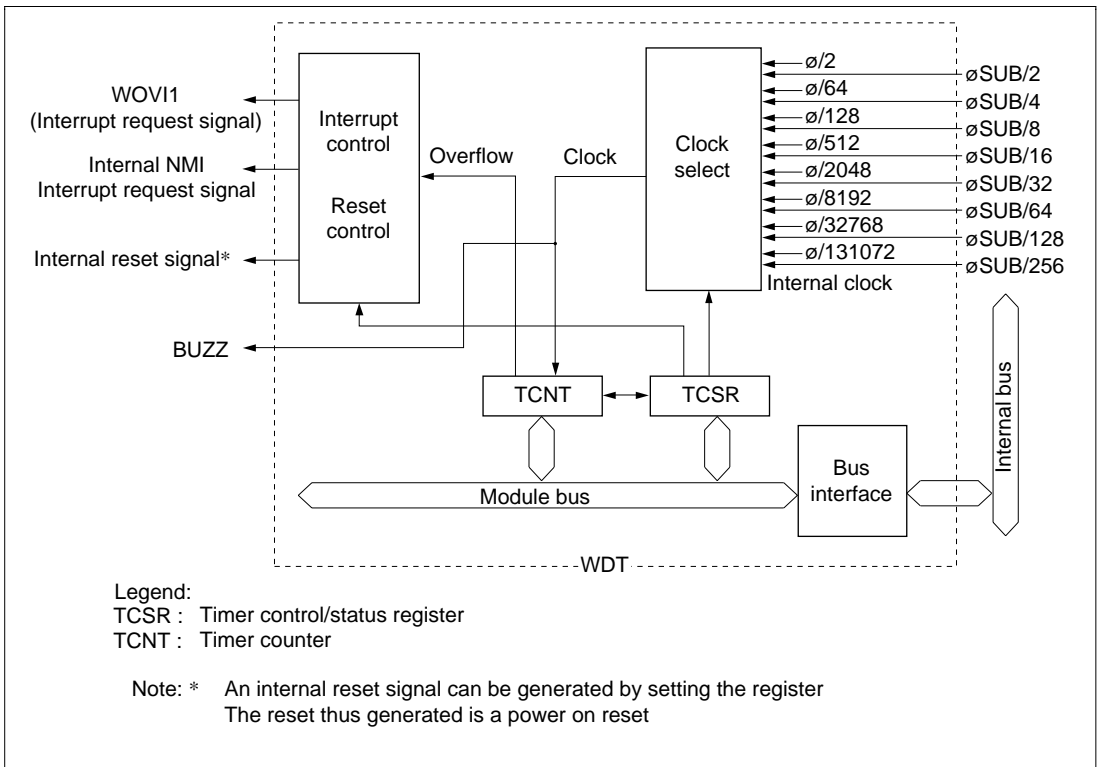 WOVI1
(Interrupt request signal)
Internal NMI
Interrupt request signal
Internal reset signal*
BUZZ
Interrupt
control
Reset
control
Overflow
Clock
Clock
select
ø/2
ø/64
ø/128
ø/512
ø/2048
ø/8192
ø/32768
ø/131072
Internal clock
øSUB/2
øSUB/4
øSUB/8
øSUB/16
øSUB/32
øSUB/64
øSUB/128
øSUB/256
TCNT
TCSR
Module bus
Bus
interface
Internal bus
WDT
Legend:
TCSR : Timer control/status register
TCNT : Timer counter
Note: * An internal reset signal can be generated by setting the register
The reset thus generated is a power on reset